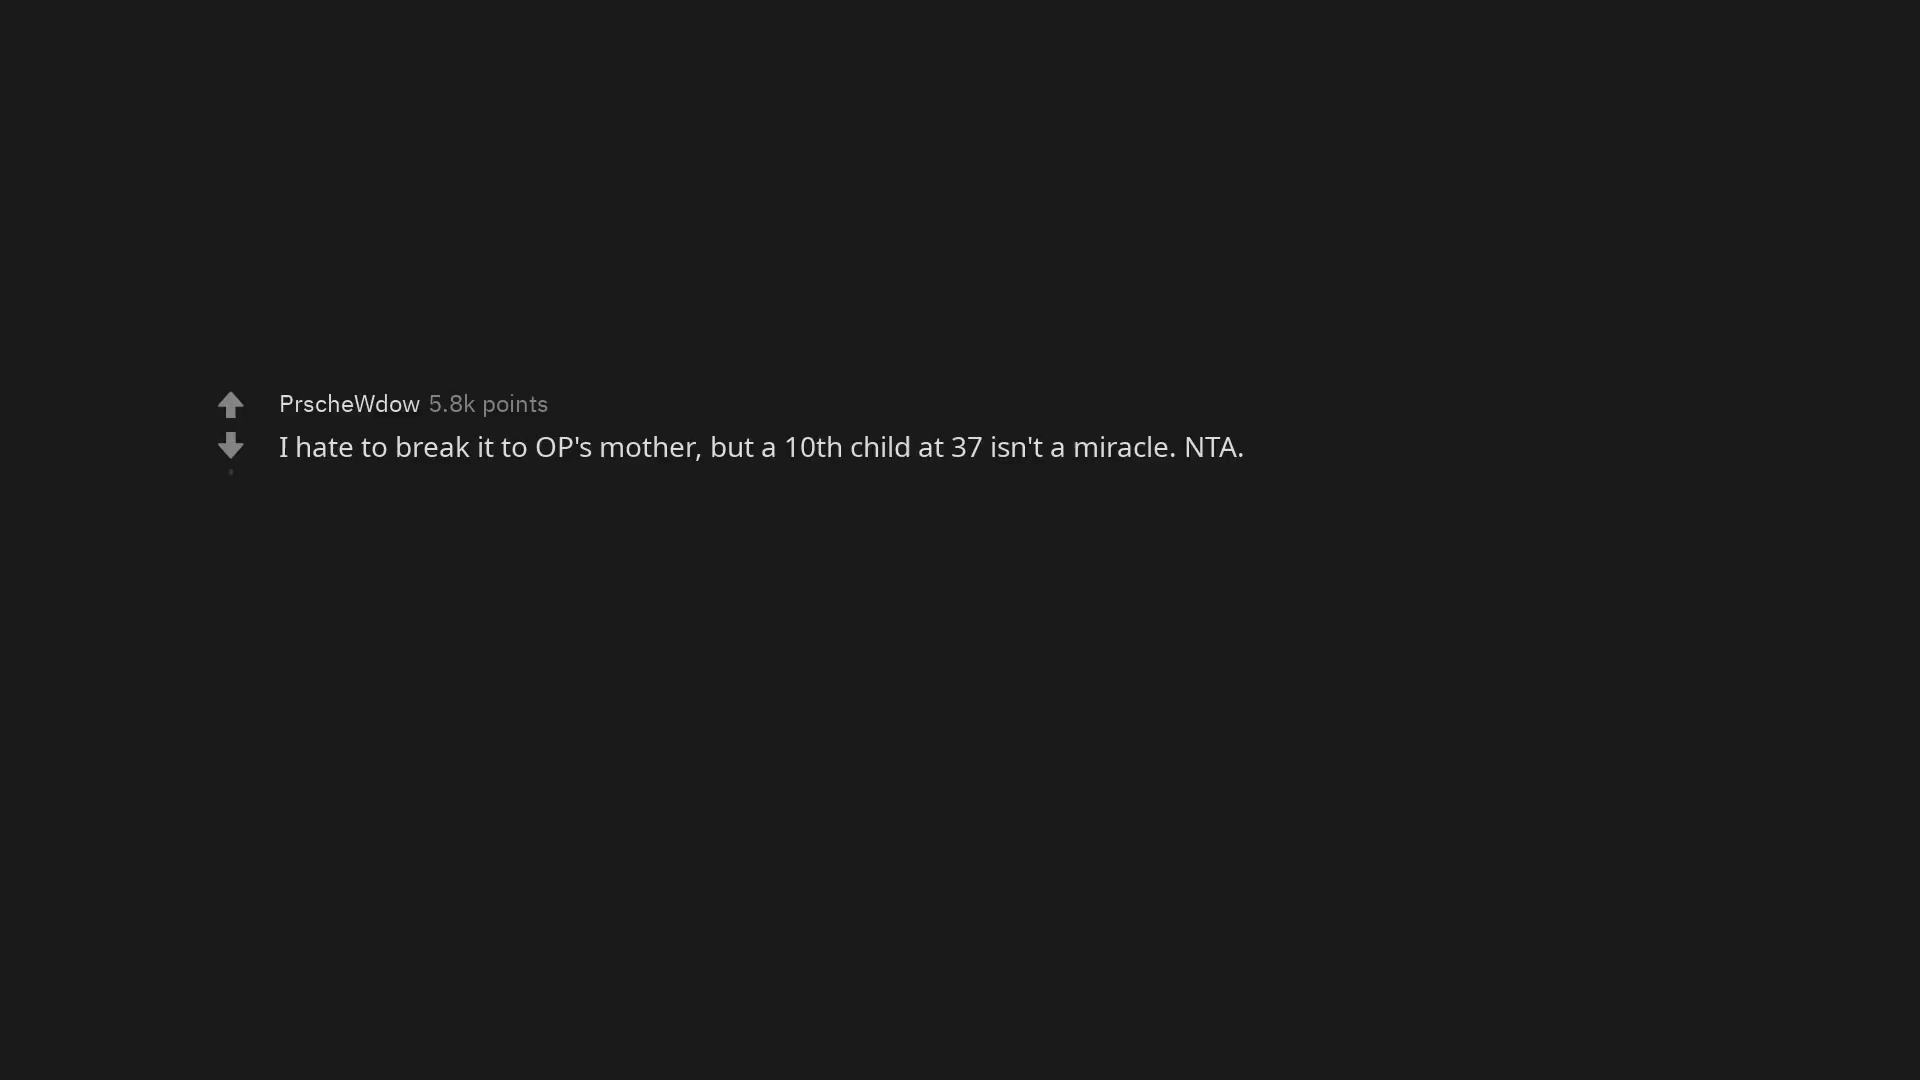 PrscheWdow 5.8k points
I hate to break it to OP's mother, but a 10th child at 37 isn't a miracle. NTA.